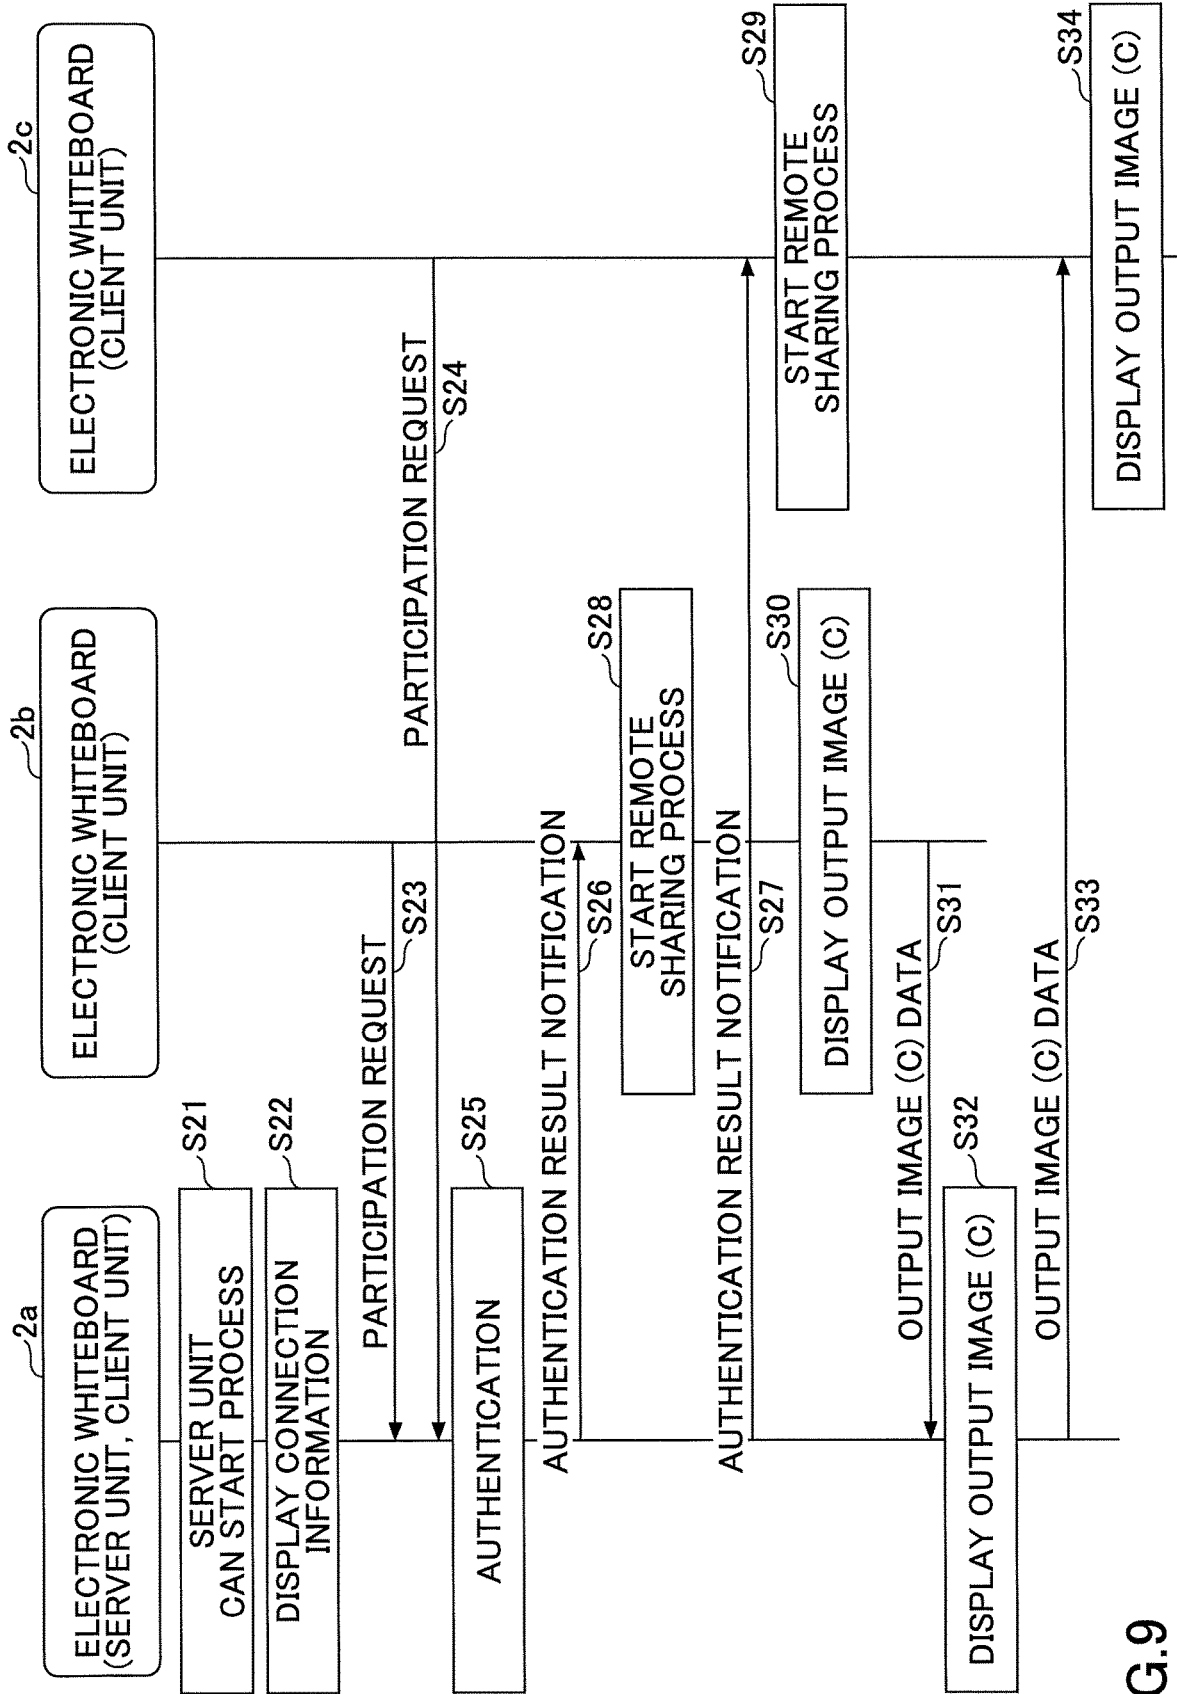 2a
ELECTRONIC WHITEBOARD
(SERVER UNIT, CLIENT UNIT)
2b
ELECTRONIC WHITEBOARD
(CLIENT UNIT)
2c
ELECTRONIC WHITEBOARD
(CLIENT UNIT)
S21
SERVER UNIT
CAN START PROCESS
S22
DISPLAY CONNECTION
INFORMATION
PARTICIPATION REQUEST
S23
PARTICIPATION REQUEST
S24
S25
AUTHENTICATION
AUTHENTICATION RESULT NOTIFICATION
S26
S28
START REMOTE
SHARING PROCESS
AUTHENTICATION RESULT NOTIFICATION
S27
S29
START REMOTE
SHARING PROCESS
S30
DISPLAY OUTPUT IMAGE (C)
OUTPUT IMAGE (C) DATA
S31
S32
DISPLAY OUTPUT IMAGE (C)
OUTPUT IMAGE (C) DATA
S33
S34
DISPLAY OUTPUT IMAGE (C)
G.9